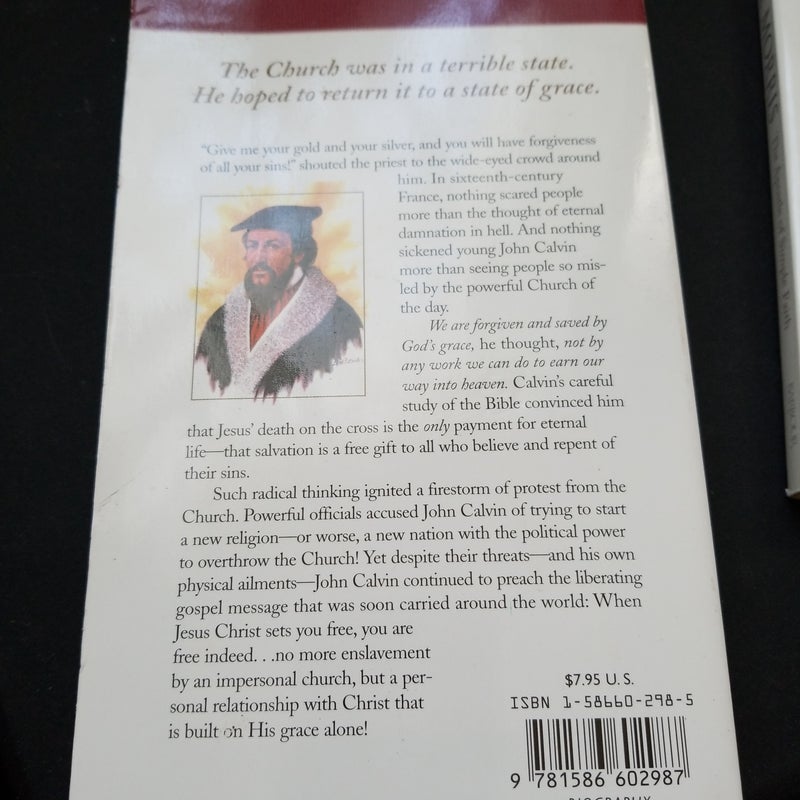 The Church was in a terrible state.
He hoped to return it to a state of grace.
"Give me your gold and your silver, and you will have forgiveness
of all your sins!" shouted the priest to the wide-eyed crowd around
him. In sixteenth-century
France, nothing scared people
more than the thought of eternal
damnation in hell. And nothing
sickened young John Calvin
more than seeing people so mis-
led by the powerful Church of
the day.
We are forgiven and saved by
God's grace, he thought, not by
any work we can do to earn our
way into heaven. Calvin's careful
study of the Bible convinced him
that Jesus' death on the cross is the only payment for eternal
life—that salvation is a free gift to all who believe and repent of
their sins.
Such radical thinking ignited a firestorm of protest from the
Church. Powerful officials accused John Calvin of trying to start
a new religion—or worse, a new nation with the political power
to overthrow the Church! Yet despite their threats—and his own
physical ailments—John Calvin continued to preach the liberating
gospel message that was soon carried around the world: When
Jesus Christ sets you free, you are
free indeed. . .no more enslavement
by an impersonal church, but a per-
sonal relationship with Christ that
is built on His grace alone!
$7.95 U.S.
ISBN 1-58660-298-5
9 781586 602987
BIOGRAPHY